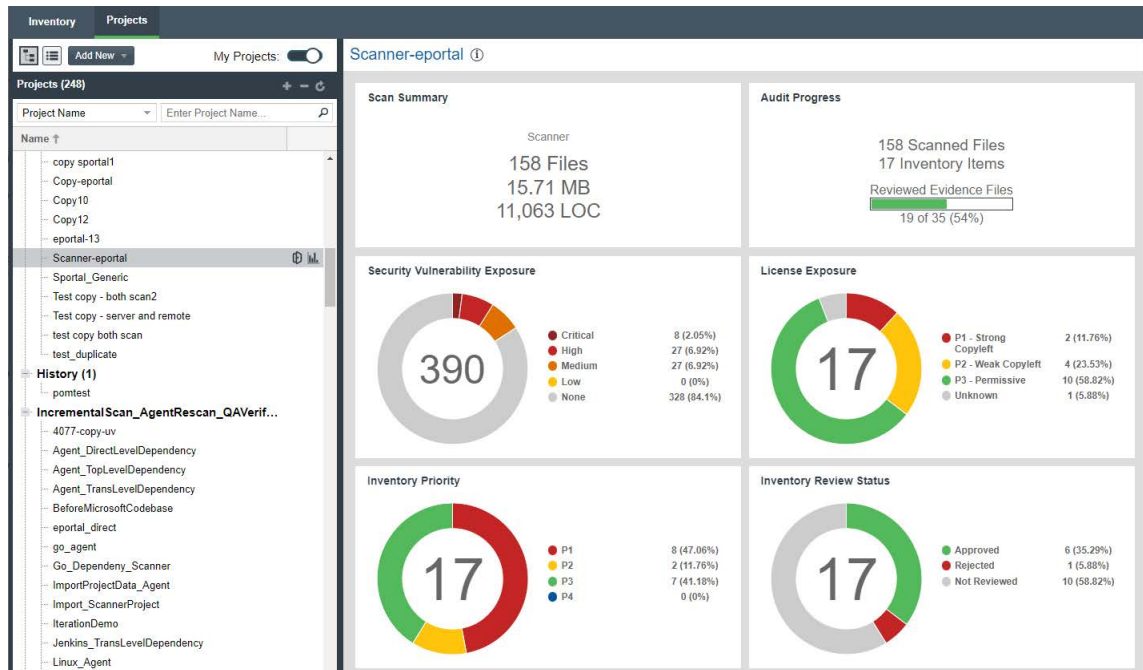 Inventory
Projects
Add New
My Projects:
Projects (248)
Project Name
Enter Project Name...
Name
copy sportal1
Copy-eportal
Copy10
Copy12
eportal-13
Scanner-eportal
Sportal_Generic
Test copy - both scan2
Test copy - server and remote
test copy both scan
test_duplicate
History (1)
pomtest
IncrementalScan_AgentRescan_QAVerif...
4077-copy-uv
Agent_DirectLevelDependency
Agent_TopLevelDependency
Agent_TransLevelDependency
BeforeMicrosoftCodebase
eportal_direct
go_agent
Go_Dependeny_Scanner
ImportProjectData_Agent
Import_ScannerProject
IterationDemo
Jenkins_TransLevelDependency
Linux_Agent
Scanner-eportal
Scan Summary
Scanner
158 Files
15.71 MB
11,063 LOC
Audit Progress
158 Scanned Files
17 Inventory Items
Reviewed Evidence Files
19 of 35 (54%)
Security Vulnerability Exposure
390
Critical 8 (2.05%)
High 27 (6.92%)
Medium 27 (6.92%)
Low 0 (0%)
None 328 (84.1%)
License Exposure
17
P1 - Strong Copyleft 2 (11.76%)
P2 - Weak Copyleft 4 (23.53%)
P3 - Permissive 10 (58.82%)
Unknown 1 (5.88%)
Inventory Priority
17
P1 8 (47.06%)
P2 2 (11.76%)
P3 7 (41.18%)
P4 0 (0%)
Inventory Review Status
17
Approved 6 (35.29%)
Rejected 1 (5.88%)
Not Reviewed 10 (58.82%)